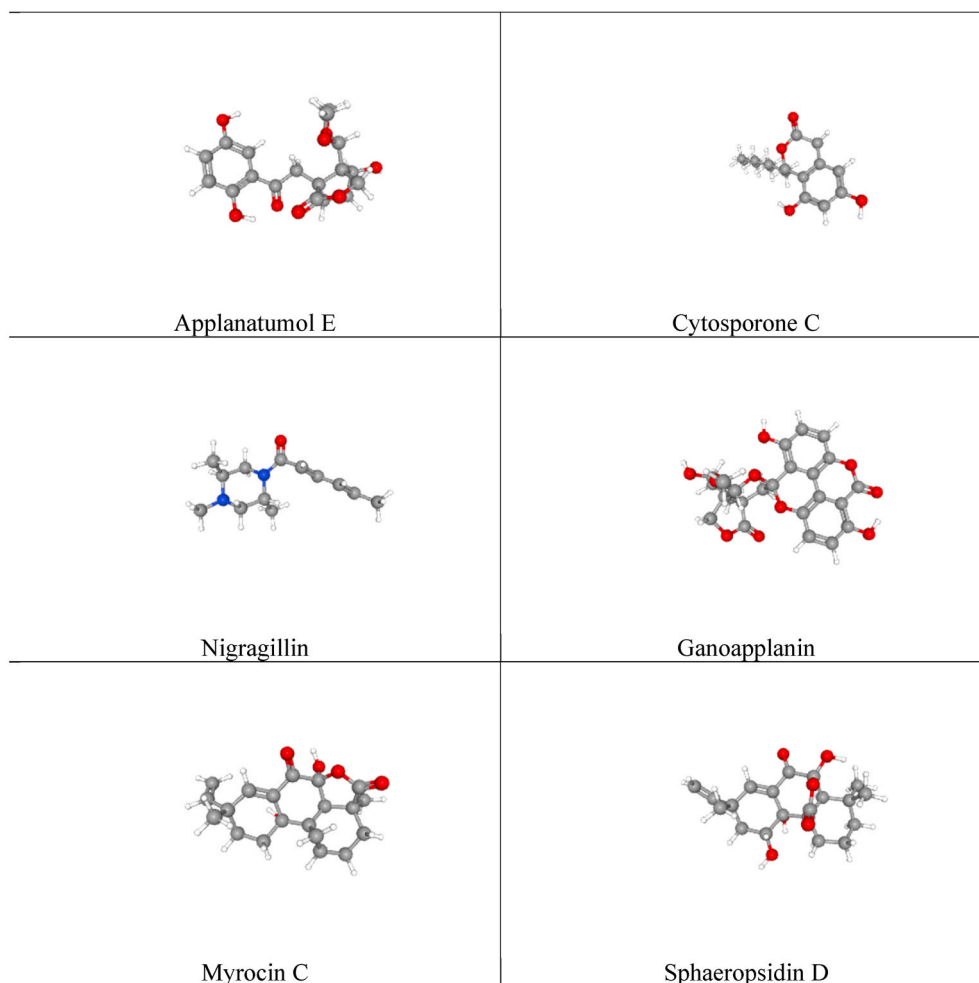 Applanatumol E
Cytosporone C
Nigragillin
Ganoapplanin
Myrocin C
Sphaeropsidin D